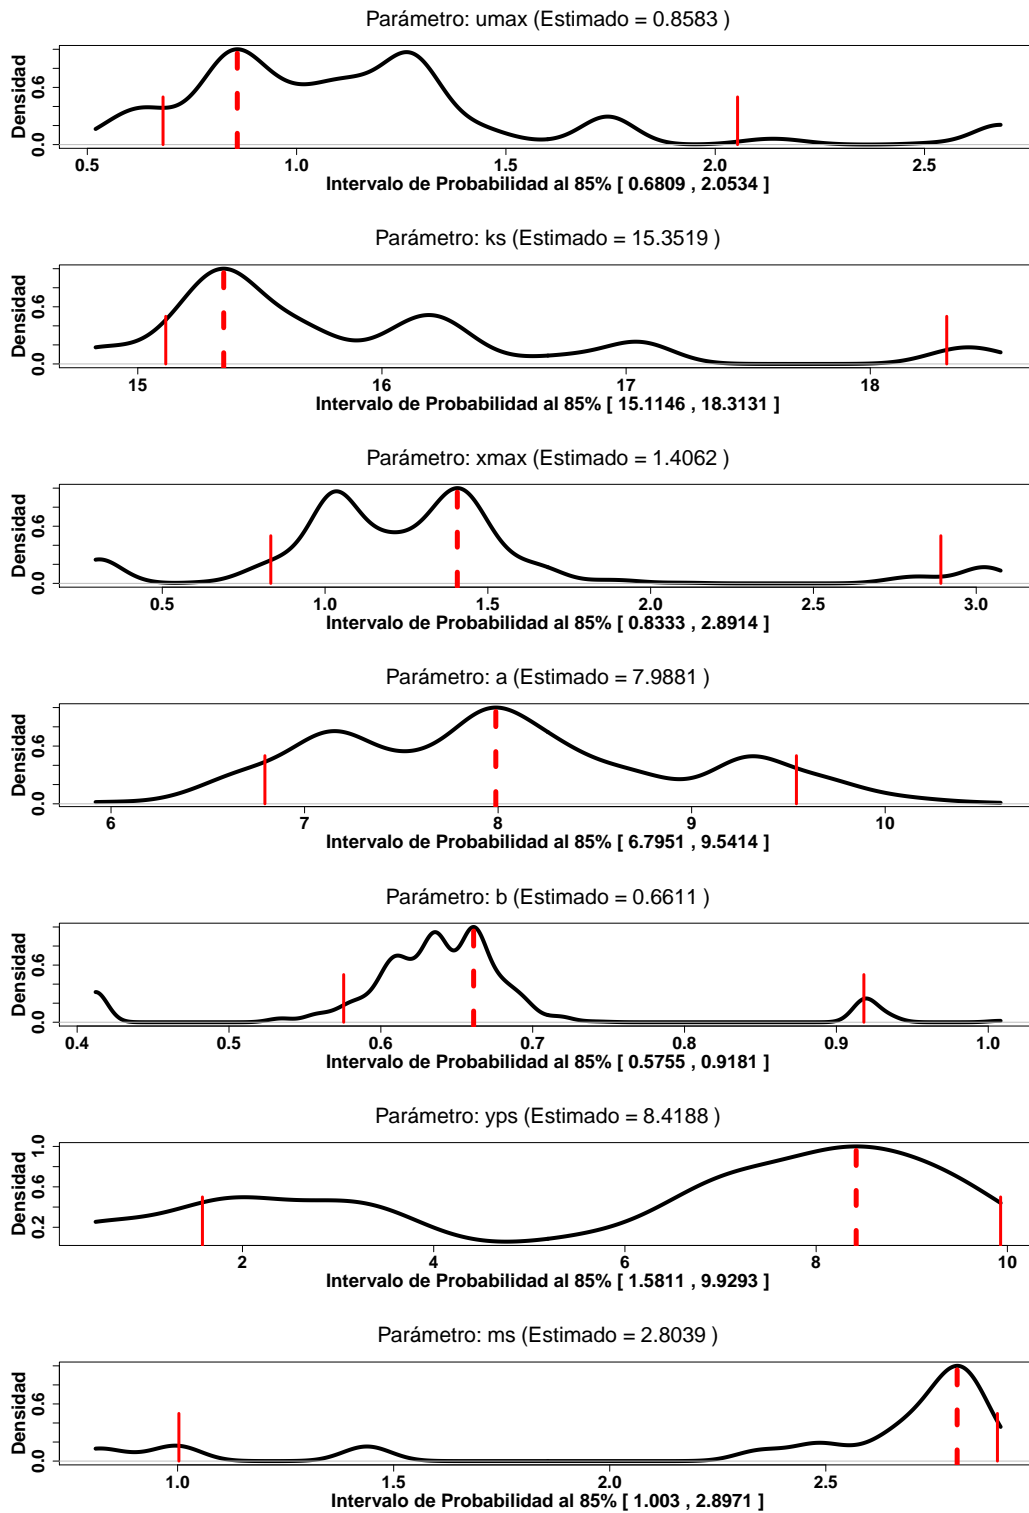 Parámetro: umax (Estimado = 0.8583 )
Densidad
0.0 0.6
0.5 1.0 1.5 2.0 2.5
Intervalo de Probabilidad al 85% [ 0.6809 , 2.0534 ]
Parámetro: ks (Estimado = 15.3519 )
Densidad
0.0 0.6
15 16 17 18
Intervalo de Probabilidad al 85% [ 15.1146 , 18.3131 ]
Parámetro: xmax (Estimado = 1.4062 )
Densidad
0.0 0.6
0.5 1.0 1.5 2.0 2.5 3.0
Intervalo de Probabilidad al 85% [ 0.8333 , 2.8914 ]
Parámetro: a (Estimado = 7.9881 )
Densidad
0.0 0.6
6 7 8 9 10
Intervalo de Probabilidad al 85% [ 6.7951 , 9.5414 ]
Parámetro: b (Estimado = 0.6611 )
Densidad
0.0 0.6
0.4 0.5 0.6 0.7 0.8 0.9 1.0
Intervalo de Probabilidad al 85% [ 0.5755 , 0.9181 ]
Parámetro: yps (Estimado = 8.4188 )
Densidad
0.2 0.6 1.0
2 4 6 8 10
Intervalo de Probabilidad al 85% [ 1.5811 , 9.9293 ]
Parámetro: ms (Estimado = 2.8039 )
Densidad
0.0 0.6
1.0 1.5 2.0 2.5
Intervalo de Probabilidad al 85% [ 1.003 , 2.8971 ]